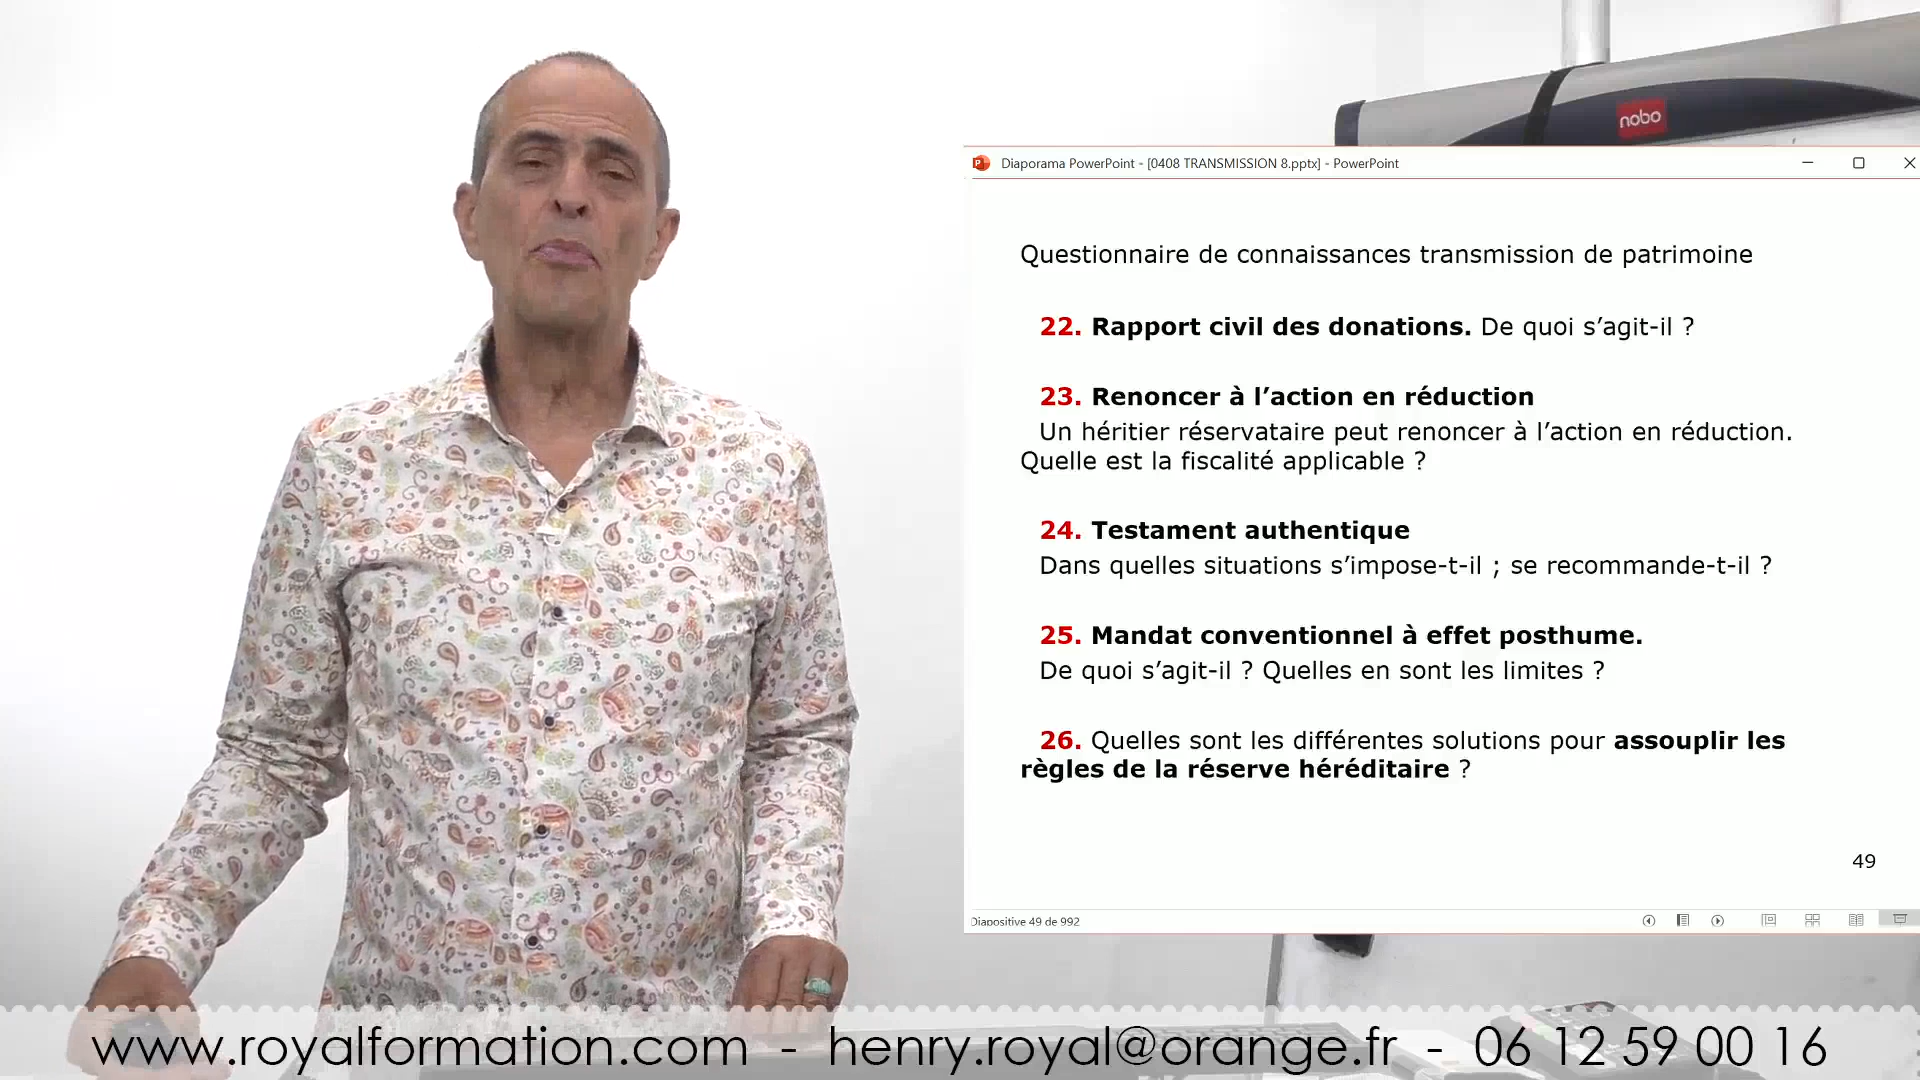 nobo
Diaporama PowerPoint - [0408 TRANSMISSION 8.pptx] - PowerPoint
Questionnaire de connaissances transmission de patrimoine
22. Rapport civil des donations. De quoi s’agit-il ?
23. Renoncer à l’action en réduction
Un héritier réservataire peut renoncer à l’action en réduction.
Quelle est la fiscalité applicable ?
24. Testament authentique
Dans quelles situations s’impose-t-il ; se recommande-t-il ?
25. Mandat conventionnel à effet posthume.
De quoi s’agit-il ? Quelles en sont les limites ?
26. Quelles sont les différentes solutions pour assouplir les
règles de la réserve héréditaire ?
49
Diapositive 49 de 992
www.royalformation.com - henry.royal@orange.fr - 06 12 59 00 16